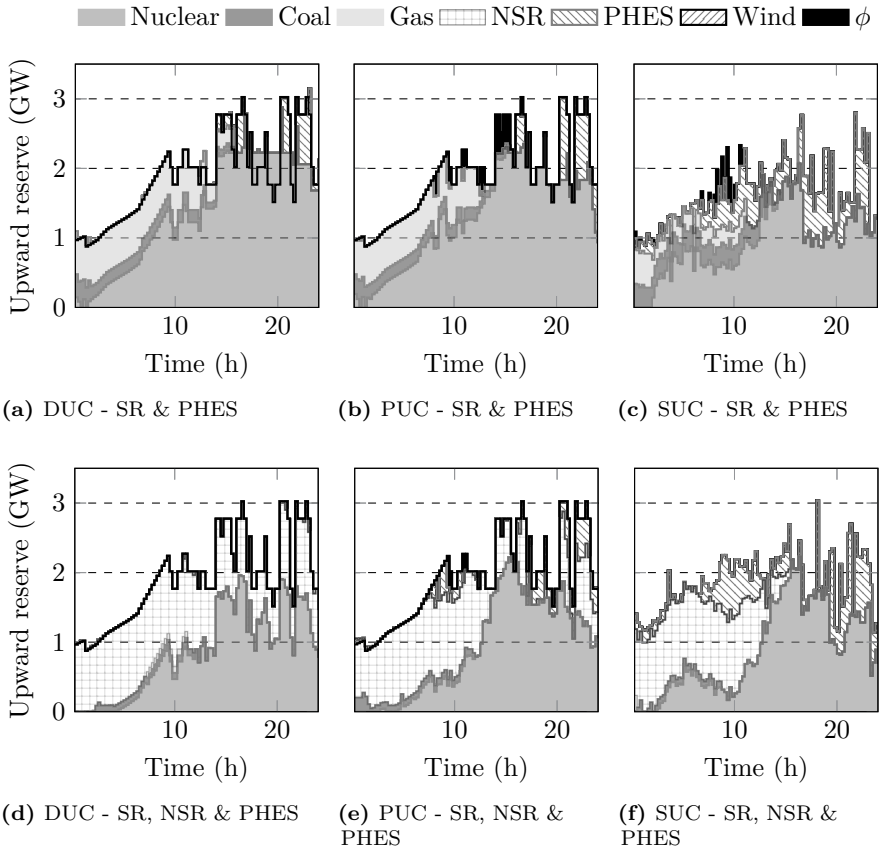 Nuclear Coal Gas NSR PHES Wind ϕ
Upward reserve (GW)
3
2
1
0
10 20
10 20
10 20
Time (h) Time (h) Time (h)
(a) DUC - SR & PHES (b) PUC - SR & PHES (c) SUC - SR & PHES
Upward reserve (GW)
3
2
1
0
10 20
10 20
10 20
Time (h) Time (h) Time (h)
(d) DUC - SR, NSR & PHES (e) PUC - SR, NSR & (f) SUC - SR, NSR &
PHES PHES